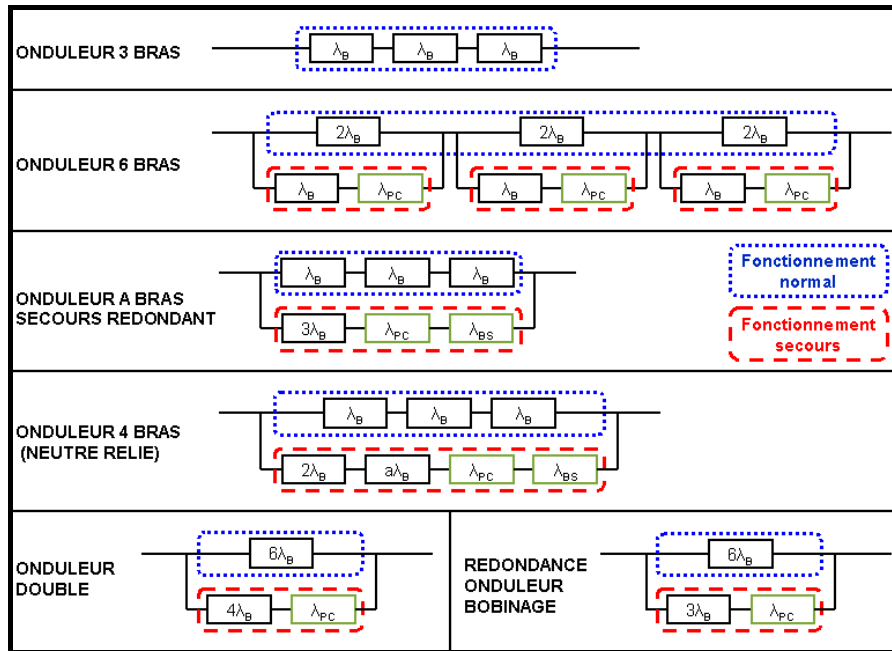 ONDULEUR 3 BRAS
λB λB λB
ONDULEUR 6 BRAS
2λB 2λB 2λB
λB λPC λB λPC λB λPC
ONDULEUR A BRAS
SECOURS REDONDANT
λB λB λB
3λB λPC λBS
Fonctionnement
normal
Fonctionnement
secours
ONDULEUR 4 BRAS
(NEUTRE RELIE)
λB λB λB
2λB aλB λPC λBS
ONDULEUR
DOUBLE
6λB
4λB λPC
REDONDANCE
ONDULEUR
BOBINAGE
6λB
3λB λPC